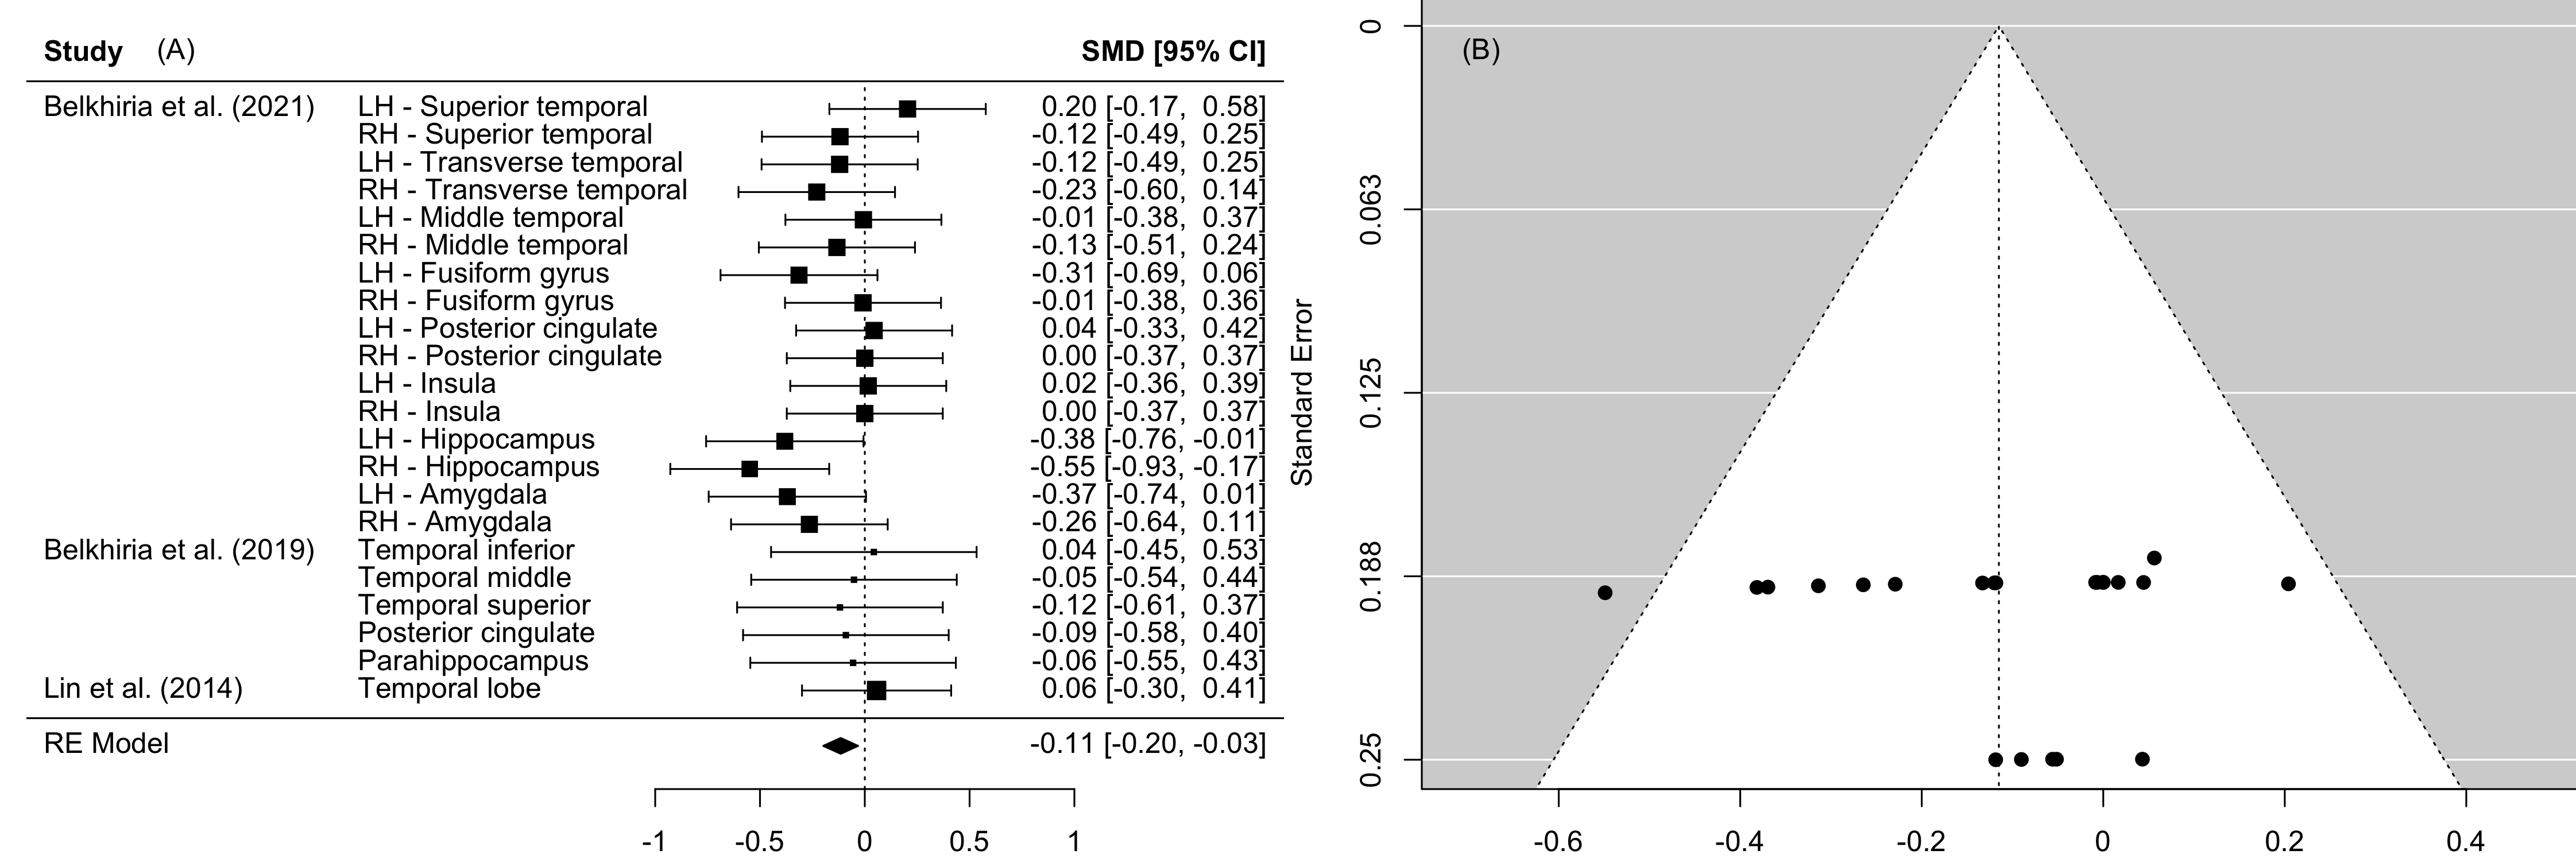 Study (A) SMD [95% CI]
Belkhiria et al. (2021) LH - Superior temporal 0.20 [-0.17, 0.58]
RH - Superior temporal -0.12 [-0.49, 0.25]
LH - Transverse temporal -0.12 [-0.49, 0.25]
RH - Transverse temporal -0.23 [-0.60, 0.14]
LH - Middle temporal -0.01 [-0.38, 0.37]
RH - Middle temporal -0.13 [-0.51, 0.24]
LH - Fusiform gyrus -0.31 [-0.69, 0.06]
RH - Fusiform gyrus -0.01 [-0.38, 0.36]
LH - Posterior cingulate 0.04 [-0.33, 0.42]
RH - Posterior cingulate 0.00 [-0.37, 0.37]
LH - Insula 0.02 [-0.36, 0.39]
RH - Insula 0.00 [-0.37, 0.37]
LH - Hippocampus -0.38 [-0.76, -0.01]
RH - Hippocampus -0.55 [-0.93, -0.17]
LH - Amygdala -0.37 [-0.74, 0.01]
RH - Amygdala -0.26 [-0.64, 0.11]
Belkhiria et al. (2019) Temporal inferior 0.04 [-0.45, 0.53]
Temporal middle -0.05 [-0.54, 0.44]
Temporal superior -0.12 [-0.61, 0.37]
Posterior cingulate -0.09 [-0.58, 0.40]
Parahippocampus -0.06 [-0.55, 0.43]
Lin et al. (2014) Temporal lobe 0.06 [-0.30, 0.41]
RE Model -0.11 [-0.20, -0.03]
-1 -0.5 0 0.5 1
(B)
Standard Error
0
0.063
0.125
0.188
0.25
-0.6 -0.4 -0.2 0 0.2 0.4